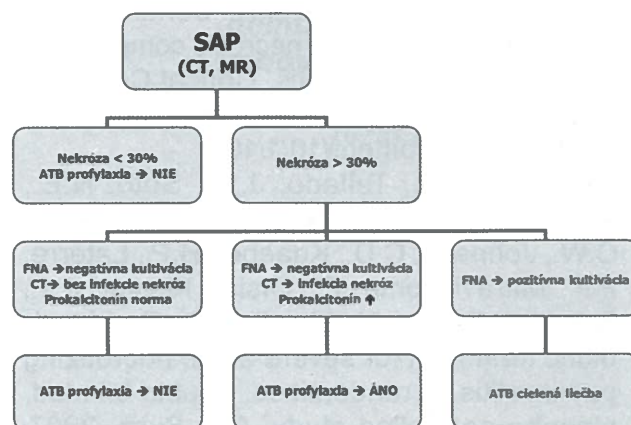 SAP
(CT, MR)
Nekróza < 30%
ATB profylaxia → NIE
Nekróza > 30%
FNA → negatívna kultivácia
CT → bez infekcie nekróz
Prokalcitonín norma
FNA → negatívna kultivácia
CT → infekcia nekróz
Prokalcitonín ↑
FNA → pozitívna kultivácia
ATB profylaxia → NIE
ATB profylaxia → ÁNO
ATB cielená liečba